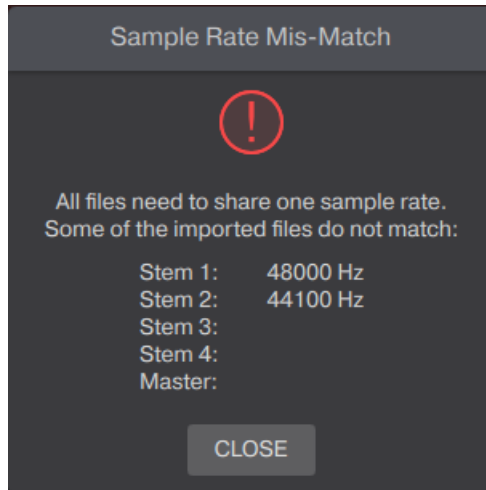 Sample Rate Mis-Match
All files need to share one sample rate.
Some of the imported files do not match:
Stem 1: 48000 Hz
Stem 2: 44100 Hz
Stem 3:
Stem 4:
Master:
CLOSE